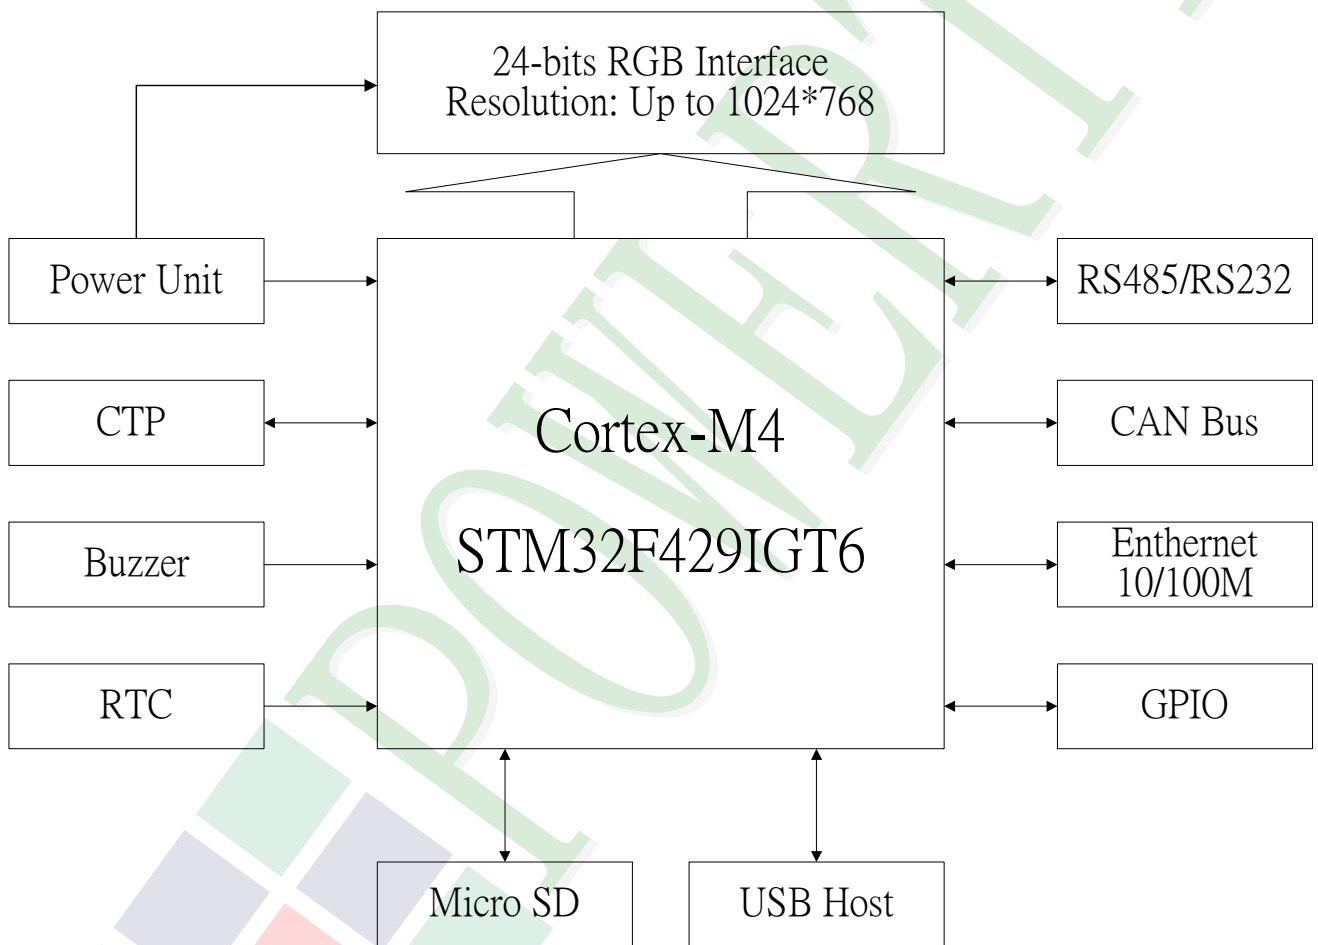 24-bits RGB Interface
Resolution: Up to 1024*768
Power Unit
RS485/RS232
CTP
Cortex-M4
CAN Bus
Buzzer
STM32F429IGT6
Enthernet
10/100M
RTC
GPIO
Micro SD
USB Host
POWERT